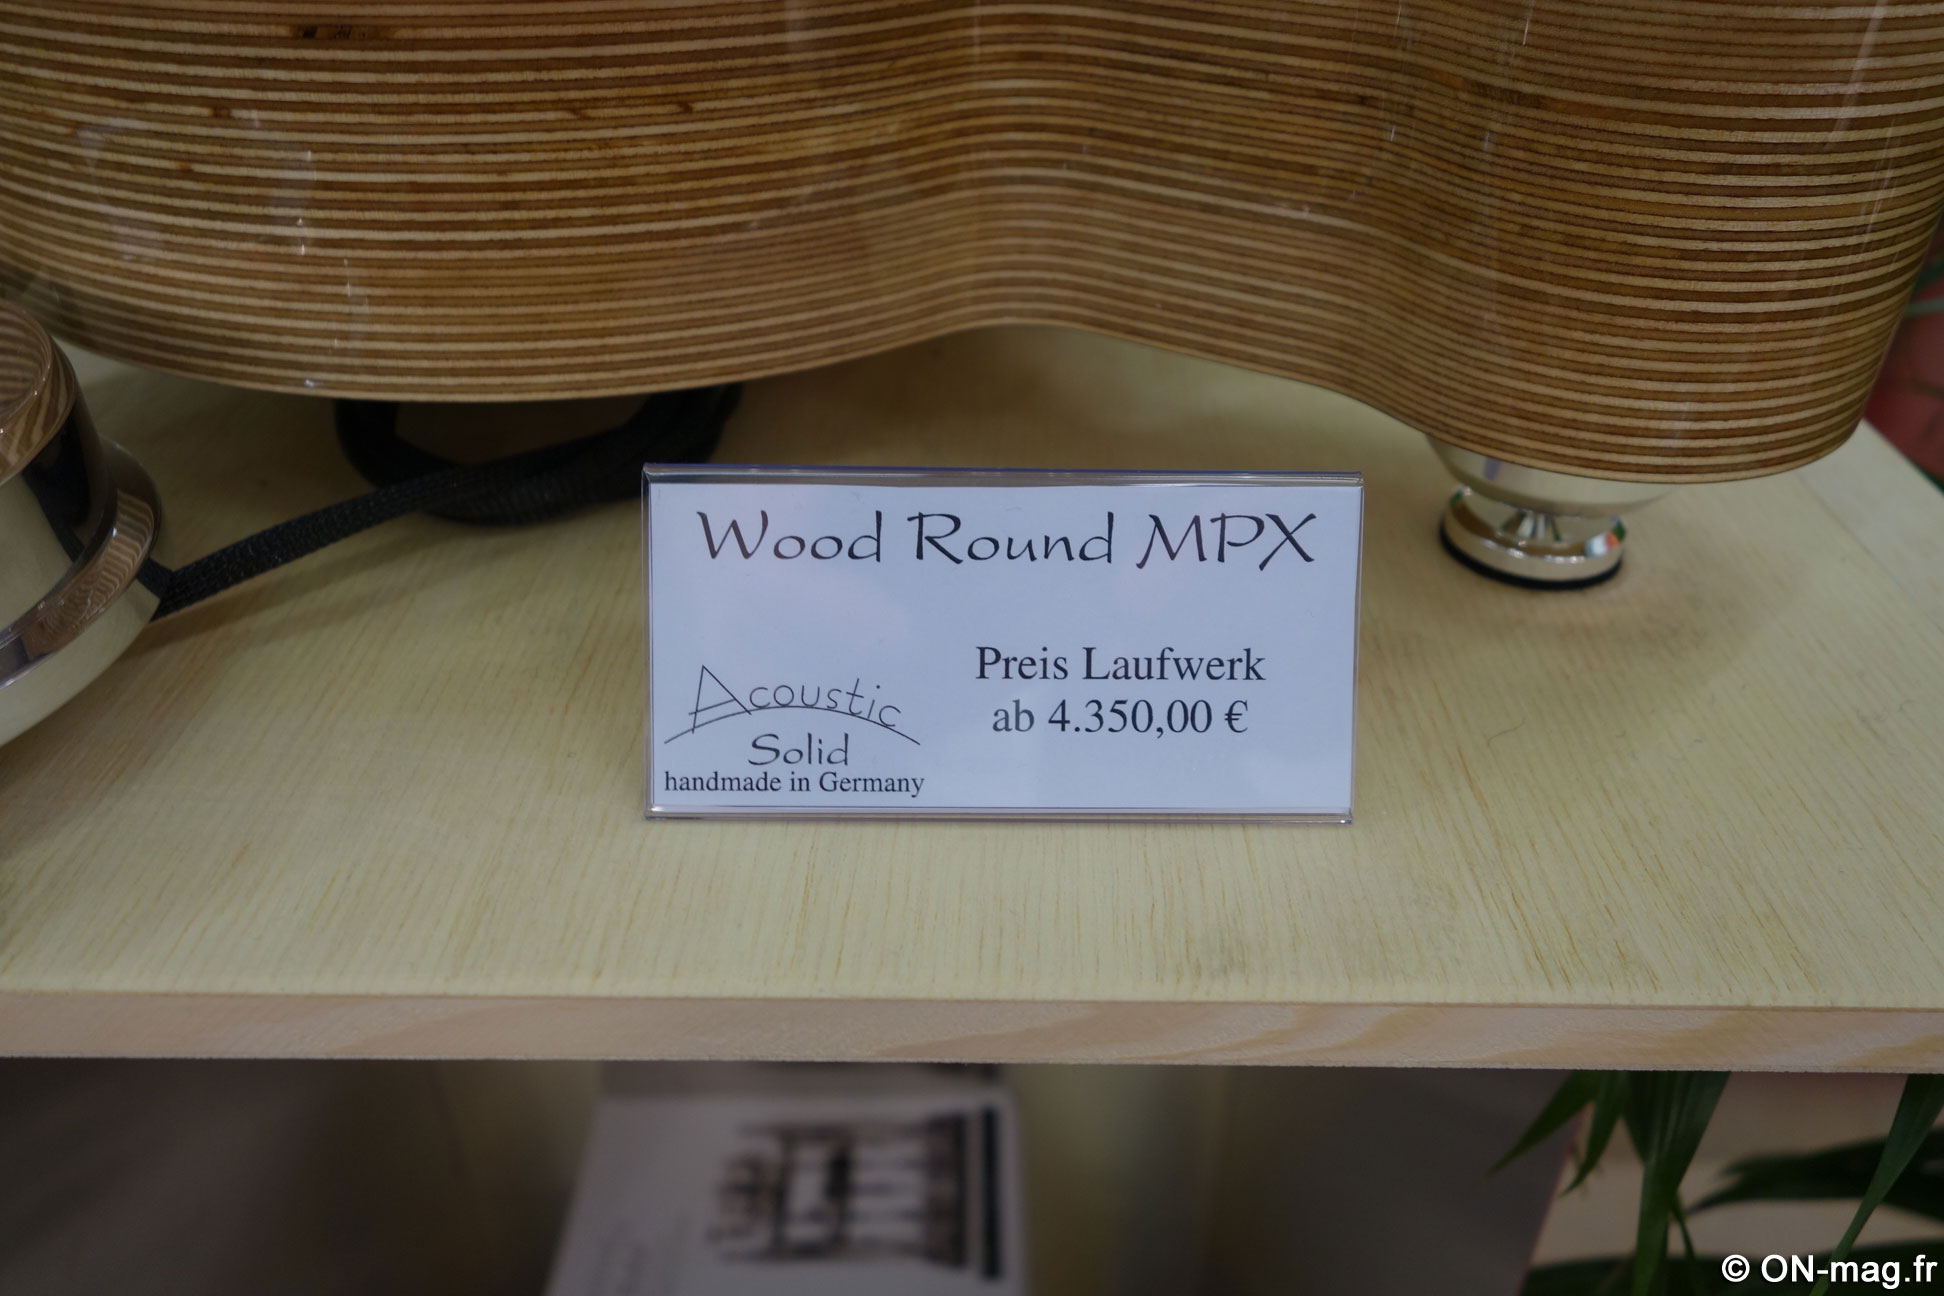 Wood Round MPX
Preis Laufwerk
ab 4.350,00 €
Acoustic
Solid
handmade in Germany
© ON-mag.fr